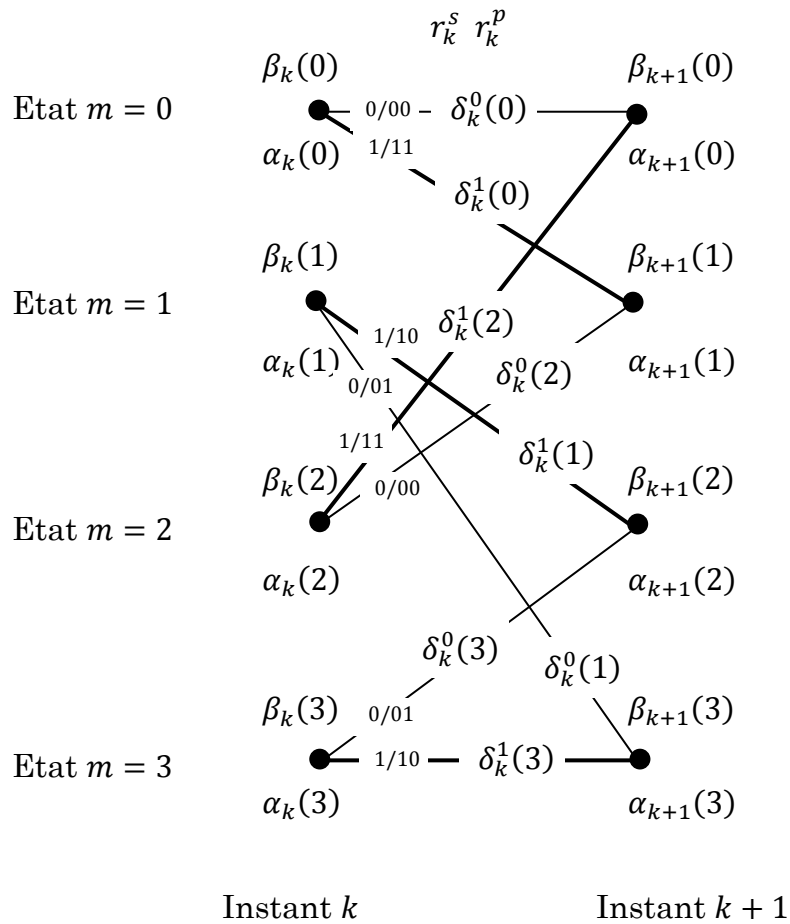 r_k^s r_k^p
β_k(0) β_{k+1}(0)
Etat m = 0 0/00 δ_k^0(0)
α_k(0) 1/11 α_{k+1}(0)
δ_k^1(0)
β_k(1) β_{k+1}(1)
Etat m = 1
1/10 δ_k^1(2)
α_k(1) 0/01 δ_k^0(2) α_{k+1}(1)
1/11 δ_k^1(1)
β_k(2) 0/00 β_{k+1}(2)
Etat m = 2
α_k(2) α_{k+1}(2)
δ_k^0(3) δ_k^0(1)
β_k(3) 0/01 β_{k+1}(3)
Etat m = 3 1/10 δ_k^1(3)
α_k(3) α_{k+1}(3)
Instant k Instant k + 1